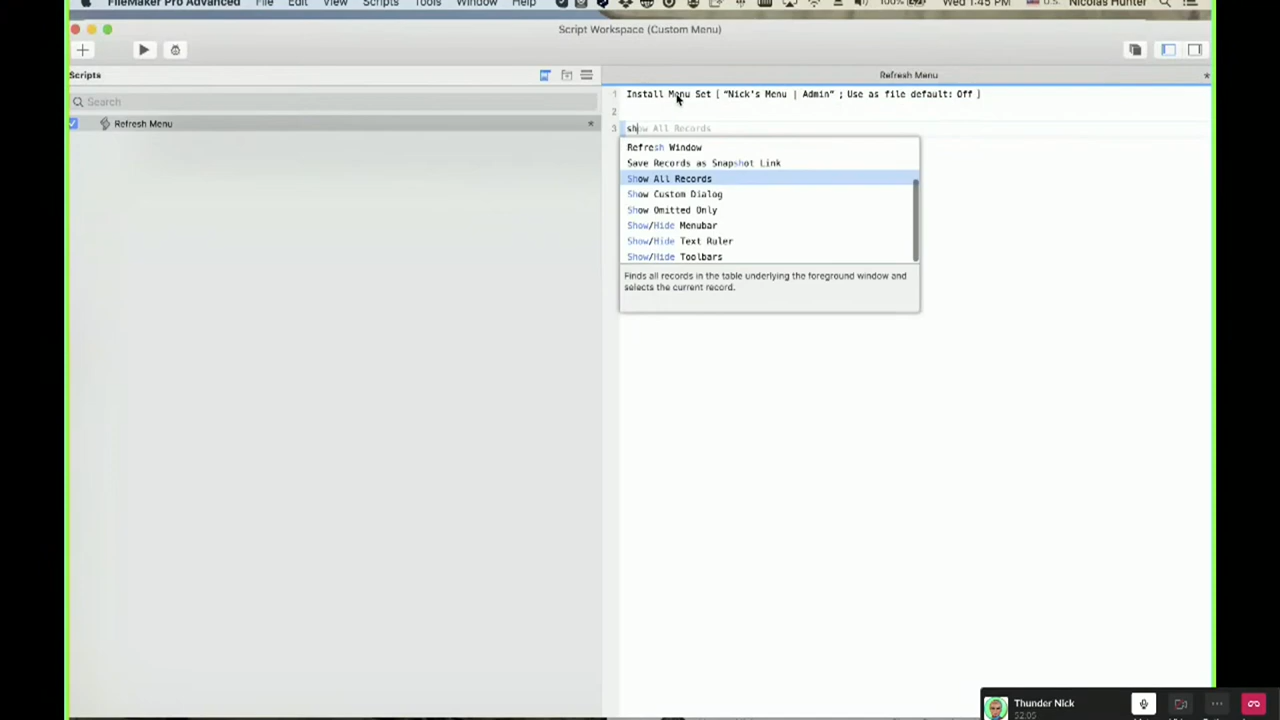 FileMaker Pro Advanced File Edit View Scripts Tools Window Help 100% U.S. Wed 1:45 PM Nicolas Hunter
Script Workspace (Custom Menu)
Scripts
Refresh Menu *
Search
Refresh Menu *
1 Install Menu Set [ "Nick's Menu | Admin" ; Use as file default: Off ]
2
3 show All Records
Refresh Window
Save Records as Snapshot Link
Show All Records
Show Custom Dialog
Show Omitted Only
Show/Hide Menubar
Show/Hide Text Ruler
Show/Hide Toolbars
Finds all records in the table underlying the foreground window and
selects the current record.
Thunder Nick
52:05